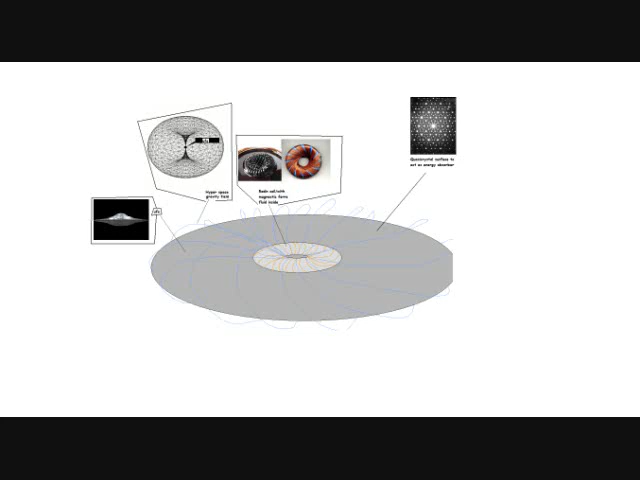 Quasicrystal surface to
act as energy absorber
Hyper space
gravity field
Rodin coil with
magnetic ferro
fluid inside